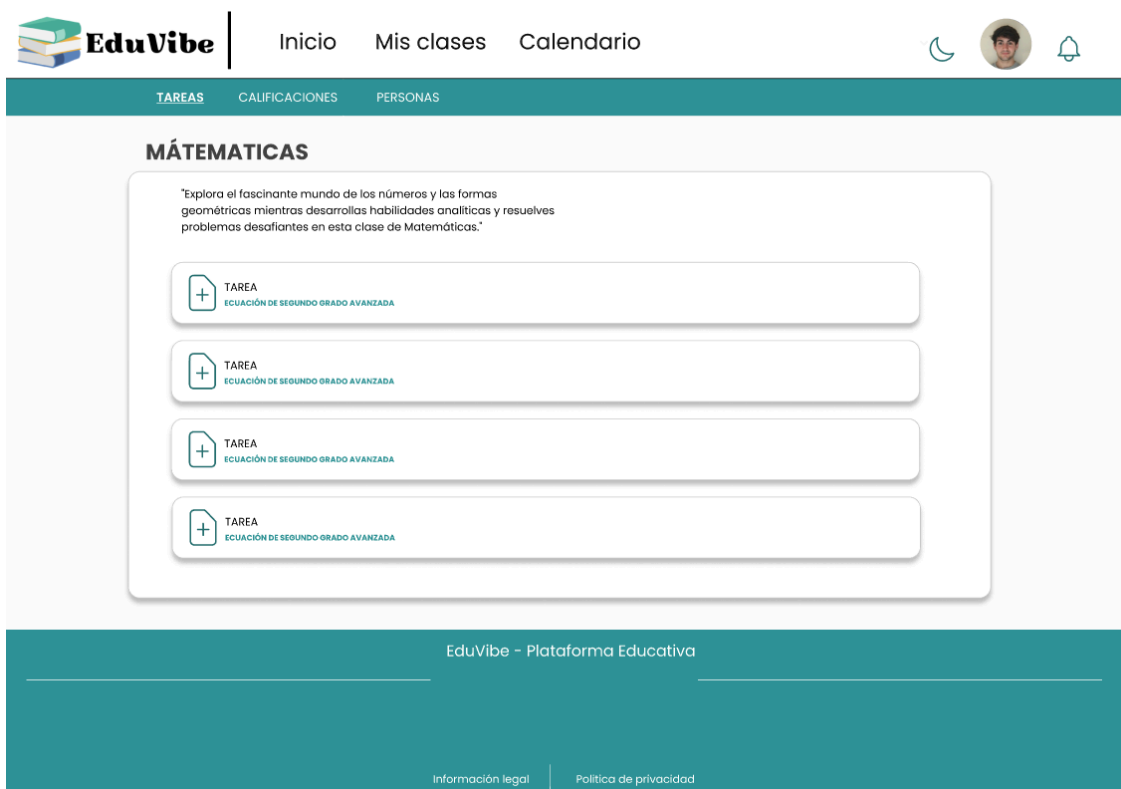 EduVibe
Inicio Mis clases Calendario
TAREAS CALIFICACIONES PERSONAS
MÁTEMATICAS
"Explora el fascinante mundo de los números y las formas
geométricas mientras desarrollas habilidades analíticas y resuelves
problemas desafiantes en esta clase de Matemáticas."
TAREA
ECUACIÓN DE SEGUNDO GRADO AVANZADA
TAREA
ECUACIÓN DE SEGUNDO GRADO AVANZADA
TAREA
ECUACIÓN DE SEGUNDO GRADO AVANZADA
TAREA
ECUACIÓN DE SEGUNDO GRADO AVANZADA
EduVibe - Plataforma Educativa
Información legal Política de privacidad